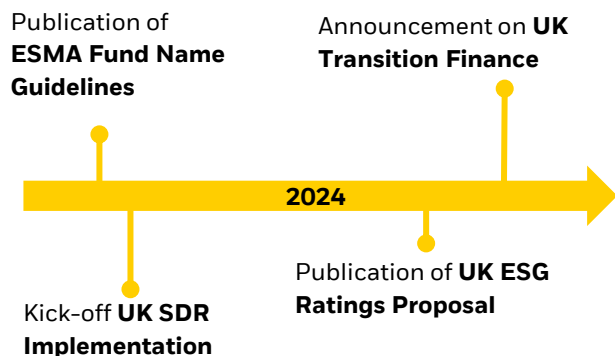 Publication of
ESMA Fund Name
Guidelines
Announcement on UK
Transition Finance
2024
Kick-off UK SDR
Implementation
Publication of UK ESG
Ratings Proposal